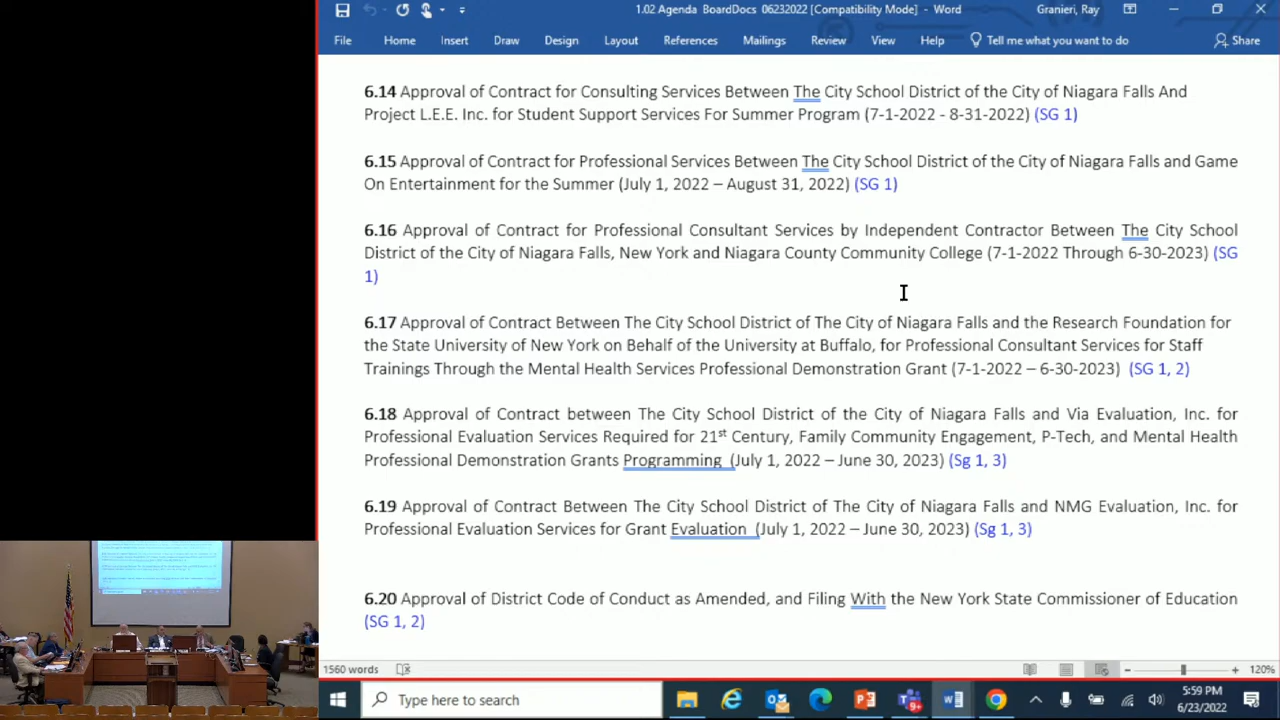 1.02 Agenda BoardDocs 06232022 [Compatibility Mode] - Word
Granieri, Ray
File Home Insert Draw Design Layout References Mailings Review View Help Tell me what you want to do Share
6.14 Approval of Contract for Consulting Services Between The City School District of the City of Niagara Falls And
Project L.E.E. Inc. for Student Support Services For Summer Program (7-1-2022 - 8-31-2022) (SG 1)
6.15 Approval of Contract for Professional Services Between The City School District of the City of Niagara Falls and Game
On Entertainment for the Summer (July 1, 2022 – August 31, 2022) (SG 1)
6.16 Approval of Contract for Professional Consultant Services by Independent Contractor Between The City School
District of the City of Niagara Falls, New York and Niagara County Community College (7-1-2022 Through 6-30-2023) (SG
1)
6.17 Approval of Contract Between The City School District of The City of Niagara Falls and the Research Foundation for
the State University of New York on Behalf of the University at Buffalo, for Professional Consultant Services for Staff
Trainings Through the Mental Health Services Professional Demonstration Grant (7-1-2022 – 6-30-2023) (SG 1, 2)
6.18 Approval of Contract between The City School District of the City of Niagara Falls and Via Evaluation, Inc. for
Professional Evaluation Services Required for 21st Century, Family Community Engagement, P-Tech, and Mental Health
Professional Demonstration Grants Programming (July 1, 2022 – June 30, 2023) (Sg 1, 3)
6.19 Approval of Contract Between The City School District of The City of Niagara Falls and NMG Evaluation, Inc. for
Professional Evaluation Services for Grant Evaluation (July 1, 2022 – June 30, 2023) (Sg 1, 3)
6.20 Approval of District Code of Conduct as Amended, and Filing With the New York State Commissioner of Education
(SG 1, 2)
1560 words
120%
Type here to search
5:59 PM
6/23/2022